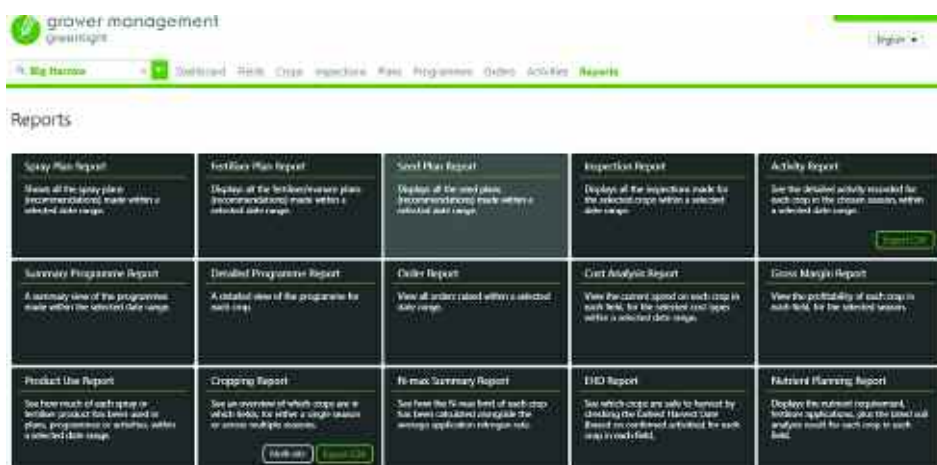 grower management
greenlight
English
Big Harrow
Dashboard Fields Crops Inspections Plans Programmes Orders Activities Reports
Reports
Spray Plan Report
Shows all the spray plans
(recommendations) made within a
selected date range.
Fertiliser Plan Report
Displays all the fertiliser/manure plans
(recommendations) made within a
selected date range.
Seed Plan Report
Displays all the seed plans
(recommendations) made within a
selected date range.
Inspection Report
Displays all the inspections made for
the selected crops within a selected
date range.
Activity Report
See the detailed activity recorded for
each crop in the chosen season, within
a selected date range.
Export CSV
Summary Programme Report
A summary view of the programmes
made within the selected date range.
Detailed Programme Report
A detailed view of the programme for
each crop.
Order Report
View all orders raised within a selected
date range.
Cost Analysis Report
View the current spend on each crop in
each field, for the selected cost types
within a selected date range.
Gross Margin Report
View the profitability of each crop in
each field, for the selected season.
Product Use Report
See how much of each spray or
fertiliser product has been used in
plans, programmes or activities, within
a selected date range.
Cropping Report
See an overview of which crops are in
which fields, for either a single season
or across multiple seasons.
Export CSV
N-max Summary Report
See how the N-max limit of each crop
has been calculated alongside the
average application nitrogen rate.
EHD Report
See which crops are safe to harvest by
checking the Earliest Harvest Date
(based on confirmed activities) for each
crop in each field.
Nutrient Planning Report
Displays the nutrient requirement,
fertiliser applications, plus the latest soil
analysis result for each crop in each
field.